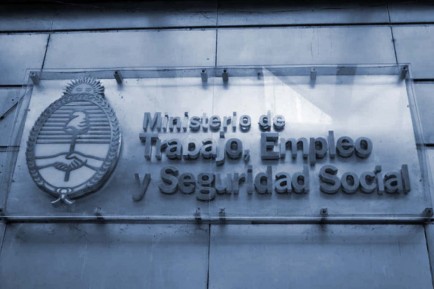 Ministerio de
Trabajo, Empleo
y Seguridad Social